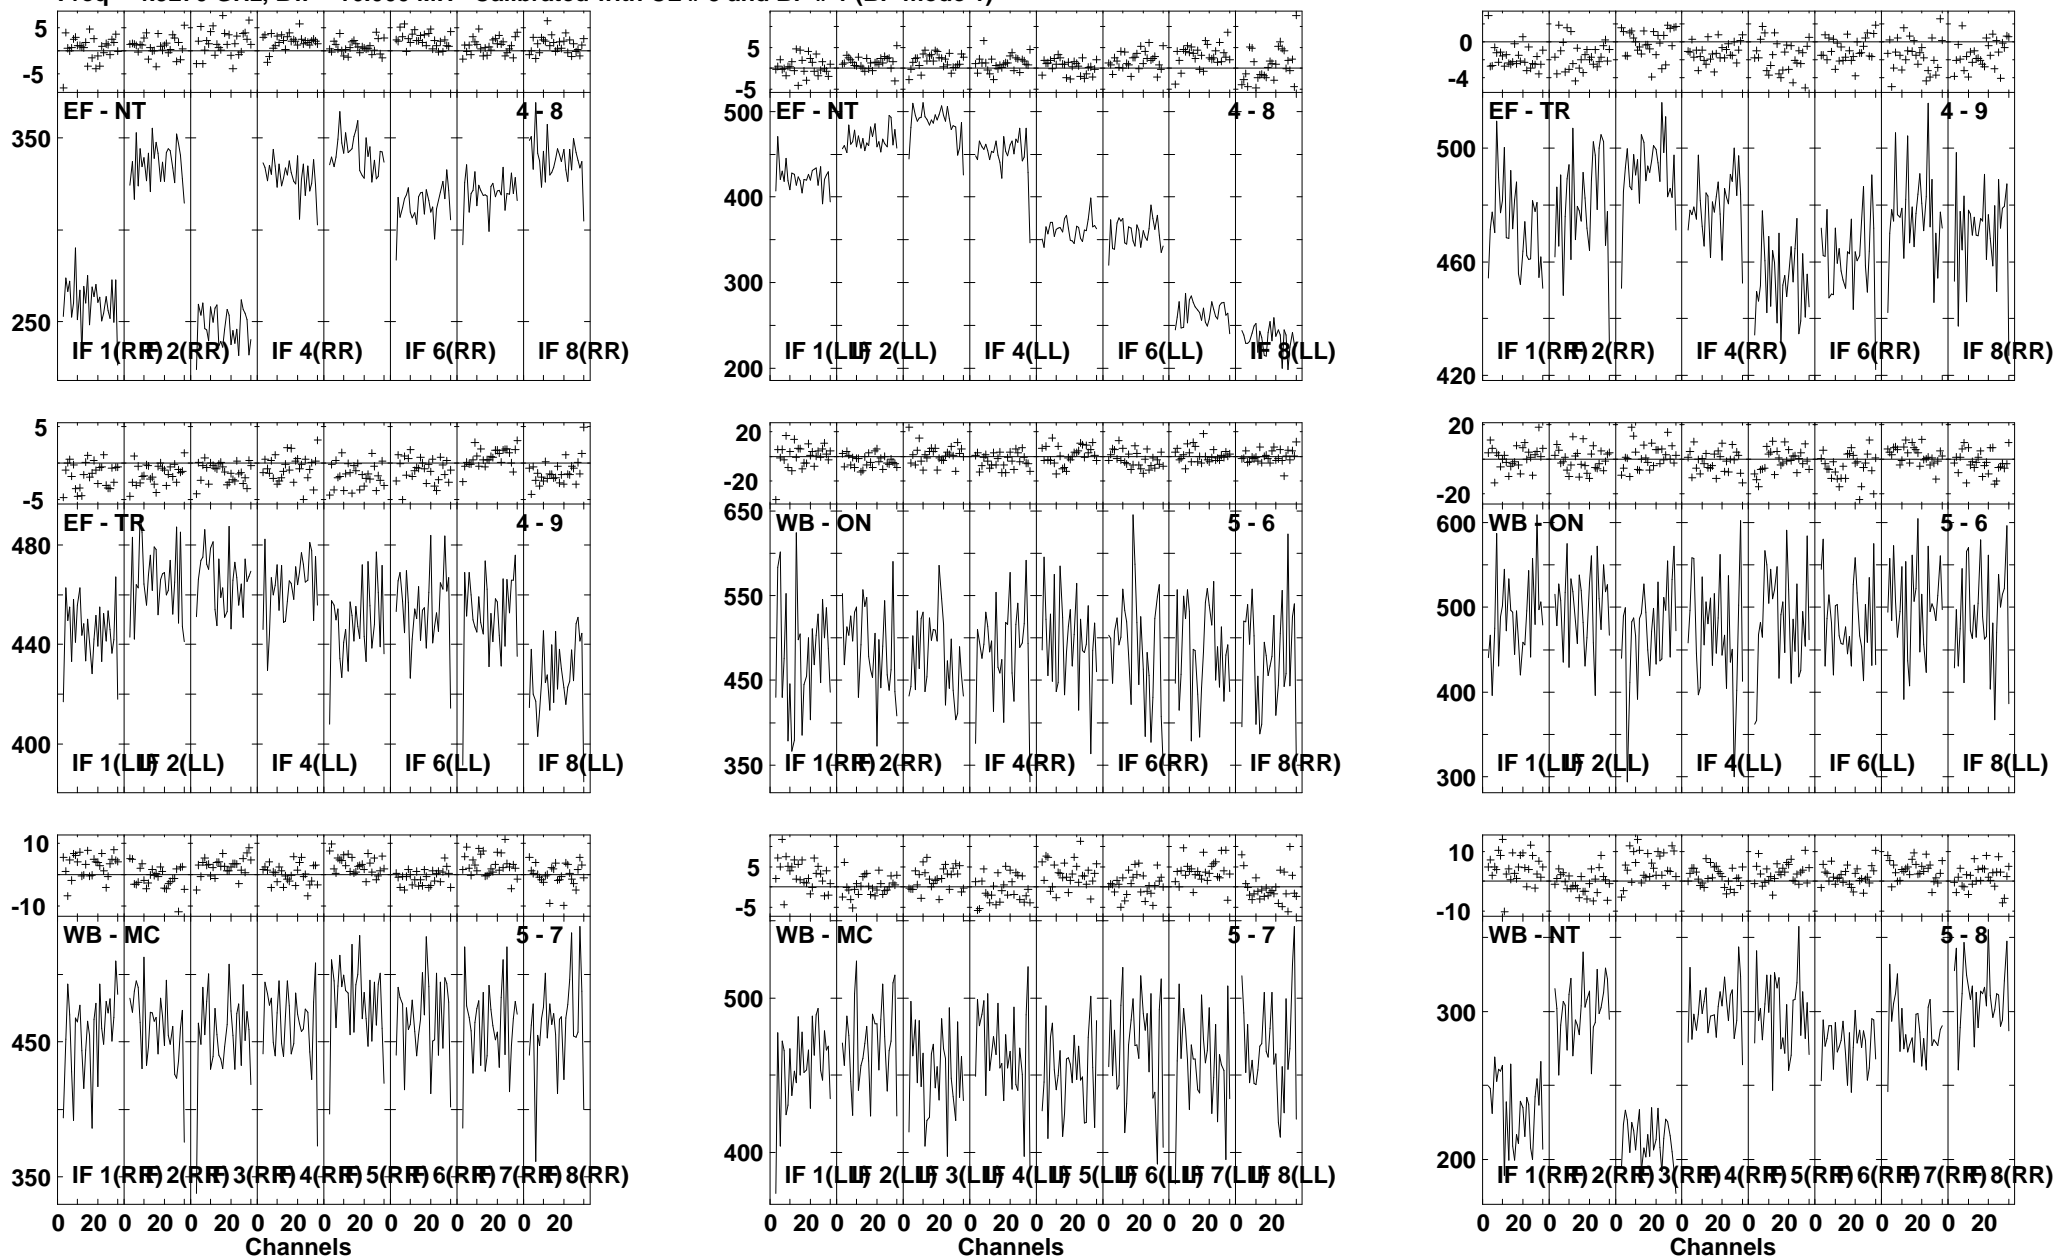 5 5 0
-5 -5 -4
EF - NT 4 - 8 EF - NT 4 - 8 EF - TR 4 - 9
350 500 500
400
300 460
250
200 420
IF 1(RR) IF 2(RR) IF 4(RR) IF 6(RR) IF 8(RR) IF 1(LL) IF 2(LL) IF 4(LL) IF 6(LL) IF 8(LL) IF 1(RR) IF 2(RR) IF 4(RR) IF 6(RR) IF 8(RR)
5 20 20
-5 -20 -20
EF - TR 4 - 9 WB - ON 5 - 6 WB - ON 5 - 6
480 650 600
550 500
440
450 400
400
350 300
IF 1(LL) IF 2(LL) IF 4(LL) IF 6(LL) IF 8(LL) IF 1(RR) IF 2(RR) IF 4(RR) IF 6(RR) IF 8(RR) IF 1(LL) IF 2(LL) IF 4(LL) IF 6(LL) IF 8(LL)
10 5 10
-10 -5 -10
WB - MC 5 - 7 WB - MC 5 - 7 WB - NT 5 - 8
450 500 300
350 400 200
IF 1(RR) IF 2(RR) IF 3(RR) IF 4(RR) IF 5(RR) IF 6(RR) IF 7(RR) IF 8(RR) IF 1(LL) IF 2(LL) IF 3(LL) IF 4(LL) IF 5(LL) IF 6(LL) IF 7(LL) IF 8(LL) IF 1(RR) IF 2(RR) IF 3(RR) IF 4(RR) IF 5(RR) IF 6(RR) IF 7(RR) IF 8(RR)
0 20 0 20 0 20 0 20 0 20 0 20 0 20 0 20 0 20 0 20 0 20 0 20 0 20 0 20 0 20 0 20 0 20 0 20 0 20 0 20 0 20 0 20 0 20 0 20
Channels Channels Channels